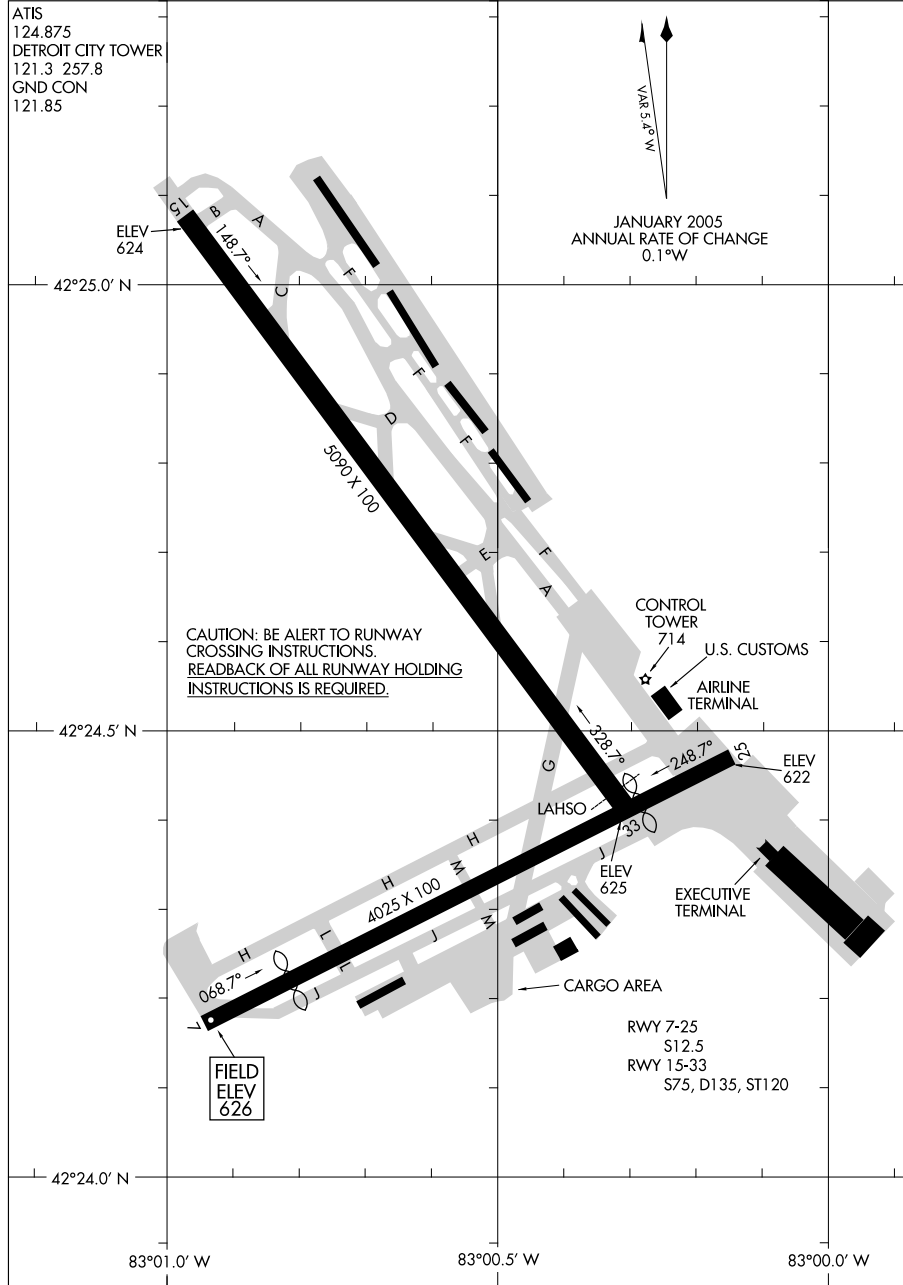 ATIS
124.875
DETROIT CITY TOWER
121.3 257.8
GND CON
121.85
VAR 5.4° W
JANUARY 2005
ANNUAL RATE OF CHANGE
0.1°W
15
B
A
ELEV
624
148.7°
F
42°25.0' N
C
F
D
F
5090 X 100
E
F
A
CONTROL
TOWER
714
U.S. CUSTOMS
AIRLINE
TERMINAL
CAUTION: BE ALERT TO RUNWAY
CROSSING INSTRUCTIONS.
READBACK OF ALL RUNWAY HOLDING
INSTRUCTIONS IS REQUIRED.
42°24.5' N
328.7°
248.7°
25
ELEV
622
G
LAHSO
33
H
M
J
ELEV
625
H
4025 X 100
EXECUTIVE
TERMINAL
L
J
M
H
L
068.7°
J
CARGO AREA
7
RWY 7-25
S12.5
RWY 15-33
S75, D135, ST120
FIELD
ELEV
626
42°24.0' N
83°01.0' W
83°00.5' W
83°00.0' W